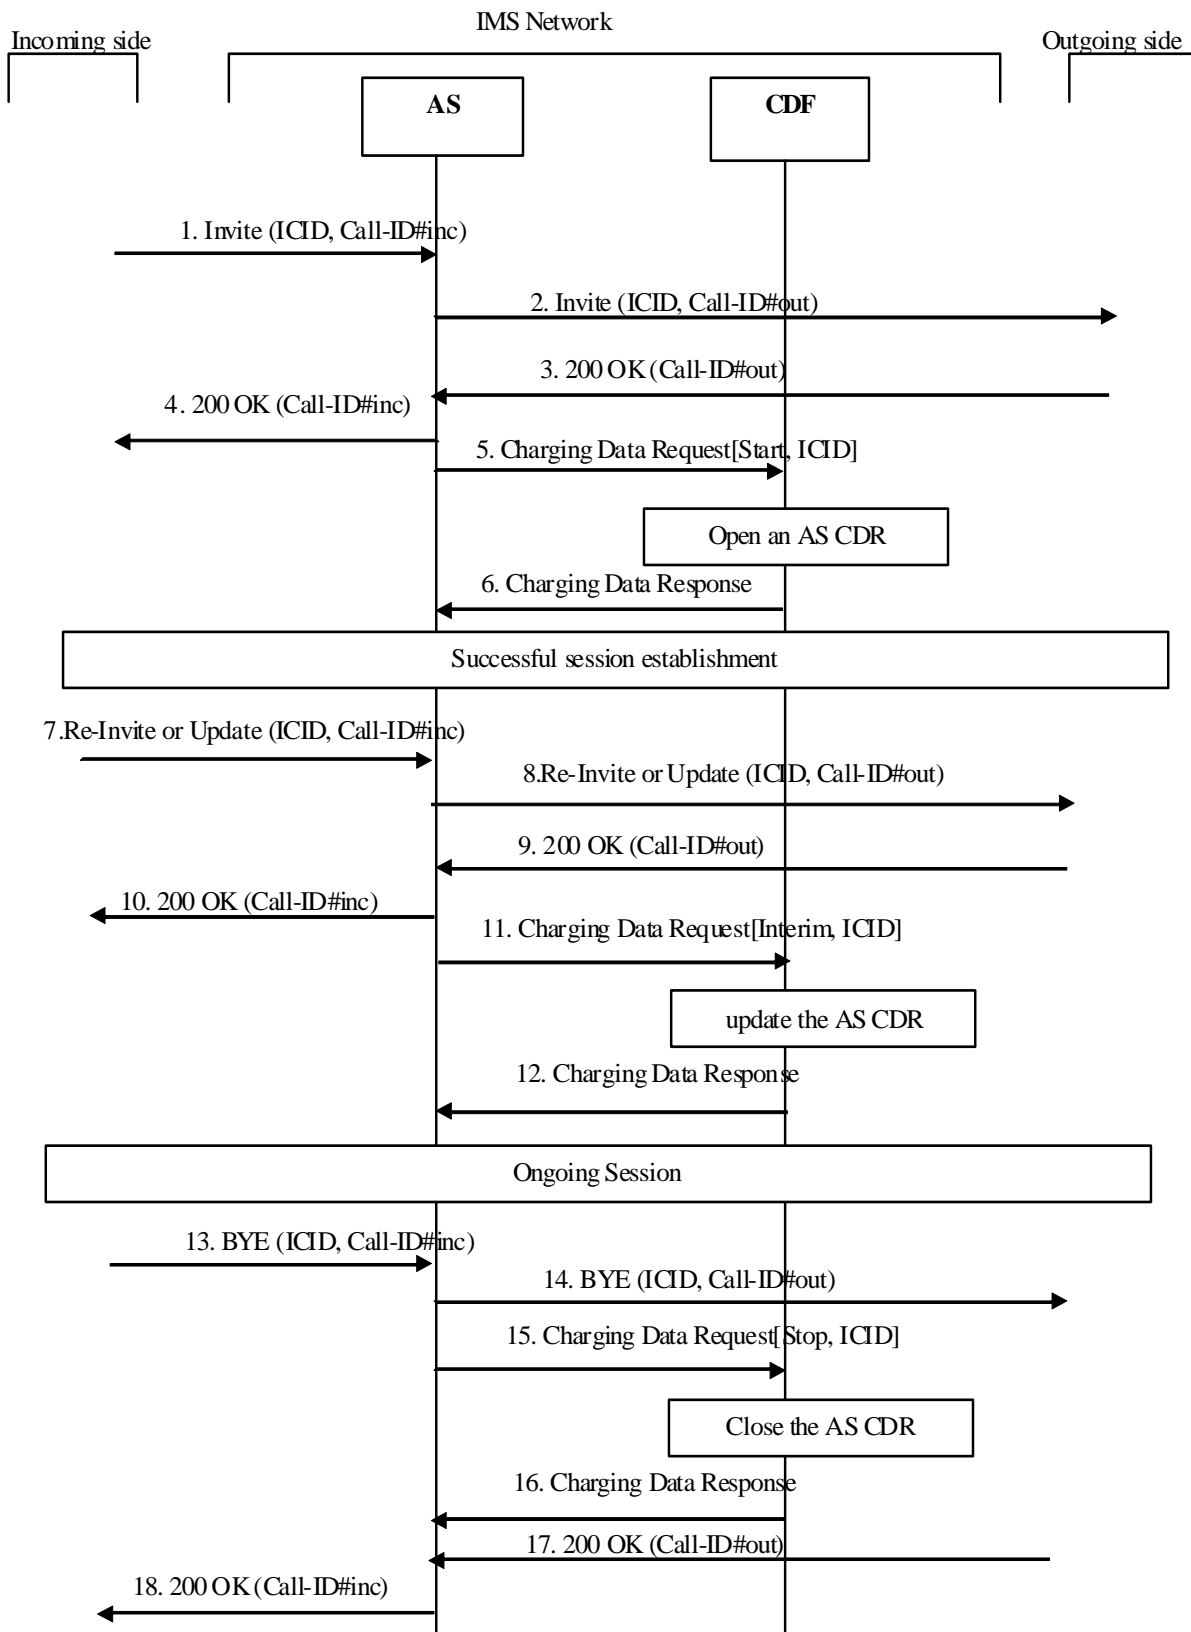 IMS Network
Incoming side
Outgoing side
AS
CDF
1. Invite (ICID, Call-ID#inc)
2. Invite (ICID, Call-ID#out)
3. 200 OK (Call-ID#out)
4. 200 OK (Call-ID#inc)
5. Charging Data Request[Start, ICID]
Open an AS CDR
6. Charging Data Response
Successful session establishment
7.Re-Invite or Update (ICID, Call-ID#inc)
8.Re-Invite or Update (ICID, Call-ID#out)
9. 200 OK (Call-ID#out)
10. 200 OK (Call-ID#inc)
11. Charging Data Request[Interim, ICID]
update the AS CDR
12. Charging Data Response
Ongoing Session
13. BYE (ICID, Call-ID#inc)
14. BYE (ICID, Call-ID#out)
15. Charging Data Request[Stop, ICID]
Close the AS CDR
16. Charging Data Response
17. 200 OK (Call-ID#out)
18. 200 OK (Call-ID#inc)